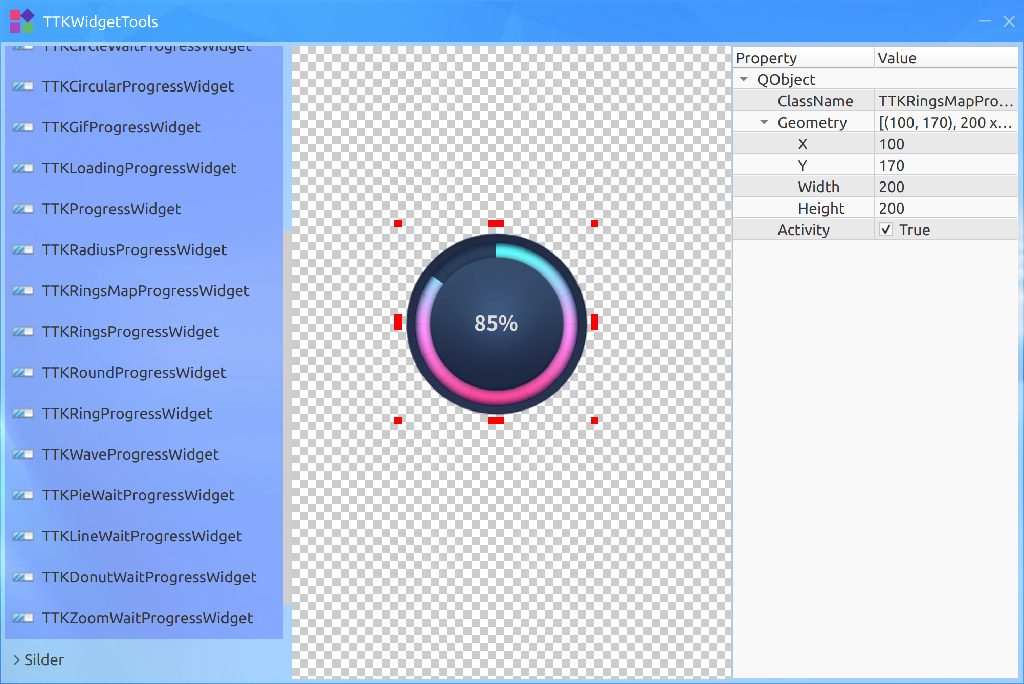 TTKWidgetTools
TTKCircleWaitProgressWidget
TTKCircularProgressWidget
TTKGifProgressWidget
TTKLoadingProgressWidget
TTKProgressWidget
TTKRadiusProgressWidget
TTKRingsMapProgressWidget
TTKRingsProgressWidget
TTKRoundProgressWidget
TTKRingProgressWidget
TTKWaveProgressWidget
TTKPieWaitProgressWidget
TTKLineWaitProgressWidget
TTKDonutWaitProgressWidget
TTKZoomWaitProgressWidget
Silder
85%
Property Value
QObject
ClassName TTKRingsMapPro...
Geometry [(100, 170), 200 x...
X 100
Y 170
Width 200
Height 200
Activity True